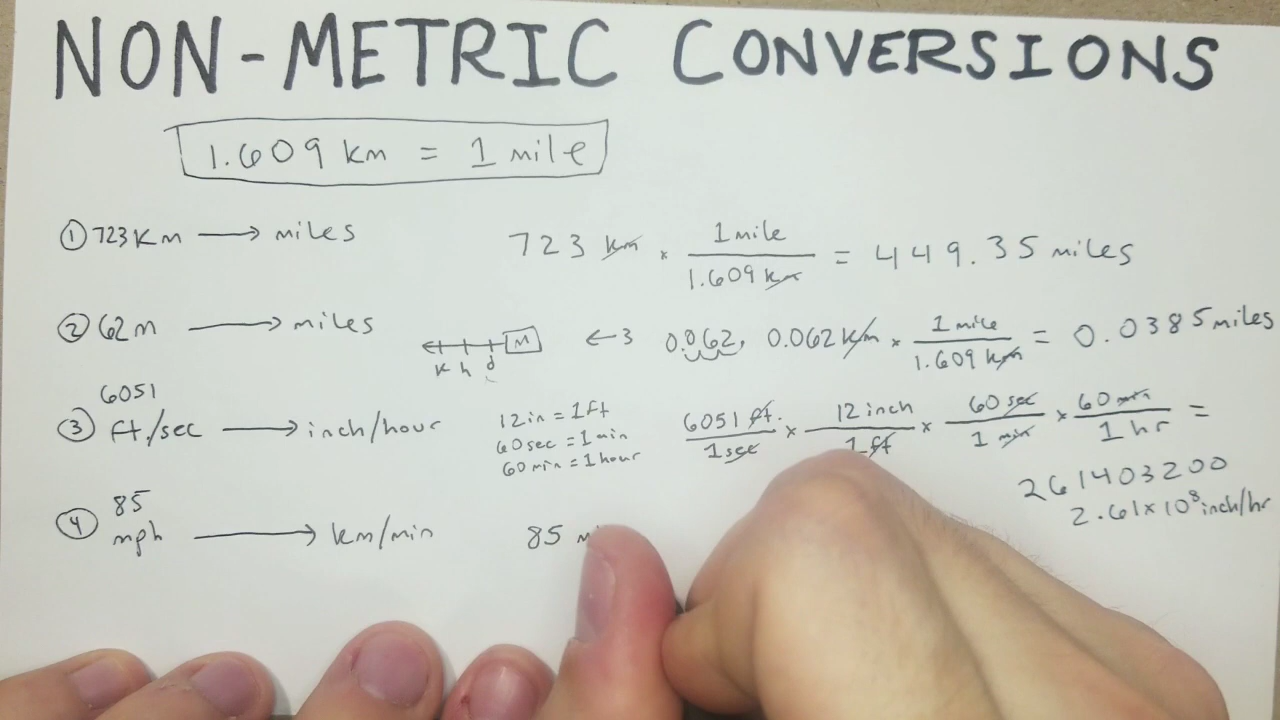 NON-METRIC CONVERSIONS
1.609 km = 1 mile
① 723 Km → miles
723 km × 1 mile / 1.609 km = 449.35 miles
② 62 m → miles
K h d M
← 3 0.062. 0.062 Km × 1 mile / 1.609 km = 0.0385 miles
③ 6051 ft/sec → inch/hour
12 in = 1 ft
60 sec = 1 min
60 min = 1 hour
6051 ft. / 1 sec × 12 inch / 1 ft × 60 sec / 1 min × 60 min / 1 hr =
261403200
2.61 × 10⁸ inch/hr
④ 85 mph → km/min
85